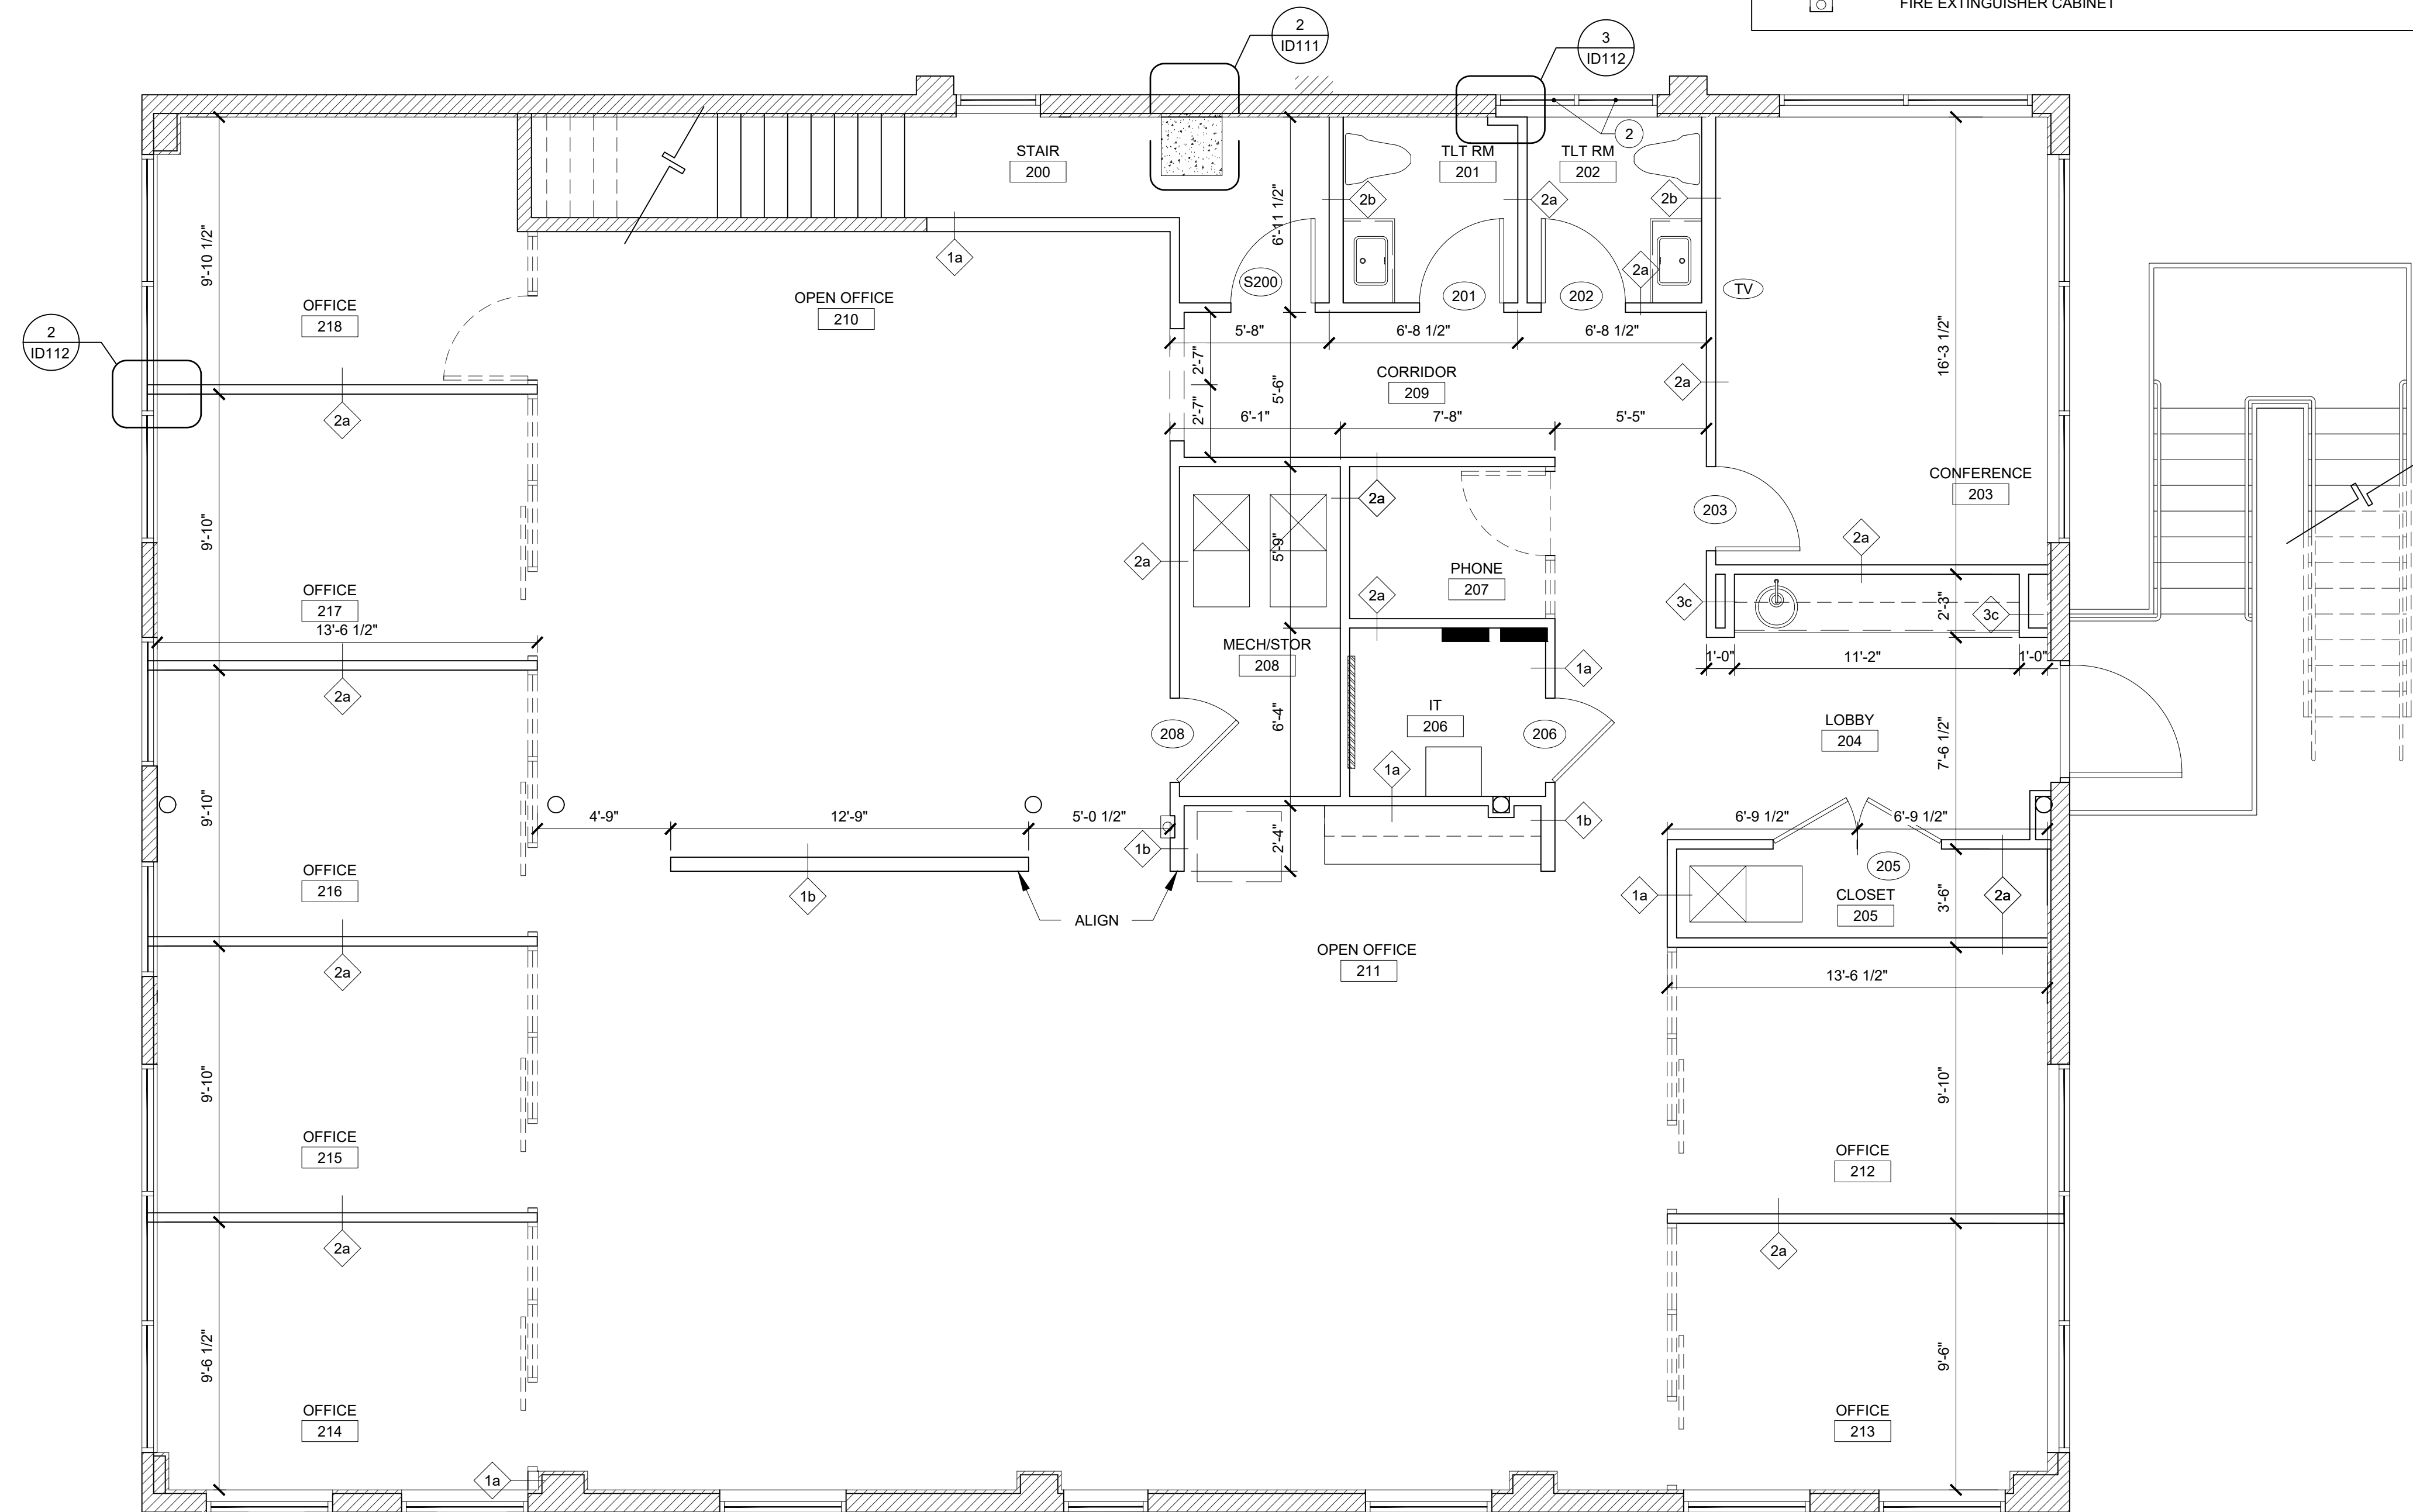 FIRE EXTINGUISHER CABINET
2
ID111
3
ID112
2
STAIR
200
TLT RM
201
TLT RM
202
2b
2a
2b
9'-10 1/2"
6'-11 1/2"
1a
2a
S200
201
202
TV
OFFICE
218
OPEN OFFICE
210
2
ID112
5'-8"
6'-8 1/2"
6'-8 1/2"
16'-3 1/2"
2'-7"
5'-6"
CORRIDOR
209
2a
2a
2'-7"
6'-1"
7'-8"
5'-5"
CONFERENCE
203
2a
203
9'-10"
2a
5'-9"
2a
PHONE
207
2a
3c
2'-3"
3c
OFFICE
217
13'-6 1/2"
MECH/STOR
208
1a
1'-0"
11'-2"
1'-0"
2a
6'-4"
IT
206
208
206
LOBBY
204
7'-6 1/2"
1a
9'-10"
4'-9"
12'-9"
5'-0 1/2"
6'-9 1/2"
6'-9 1/2"
1b
1b
2'-4"
205
OFFICE
216
1b
1a
CLOSET
205
3'-6"
2a
ALIGN
OPEN OFFICE
211
2a
13'-6 1/2"
9'-10"
9'-10"
OFFICE
215
OFFICE
212
2a
2a
9'-6 1/2"
9'-6"
OFFICE
214
OFFICE
213
1a